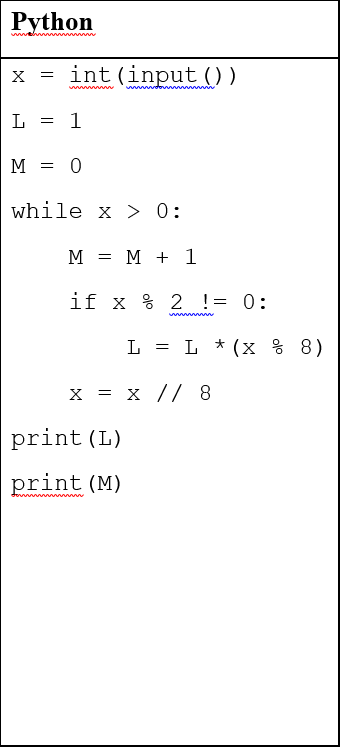 Python
x = int(input())
L = 1
M = 0
while x > 0:
    M = M + 1
    if x % 2 != 0:
        L = L *(x % 8)
    x = x // 8
print(L)
print(M)